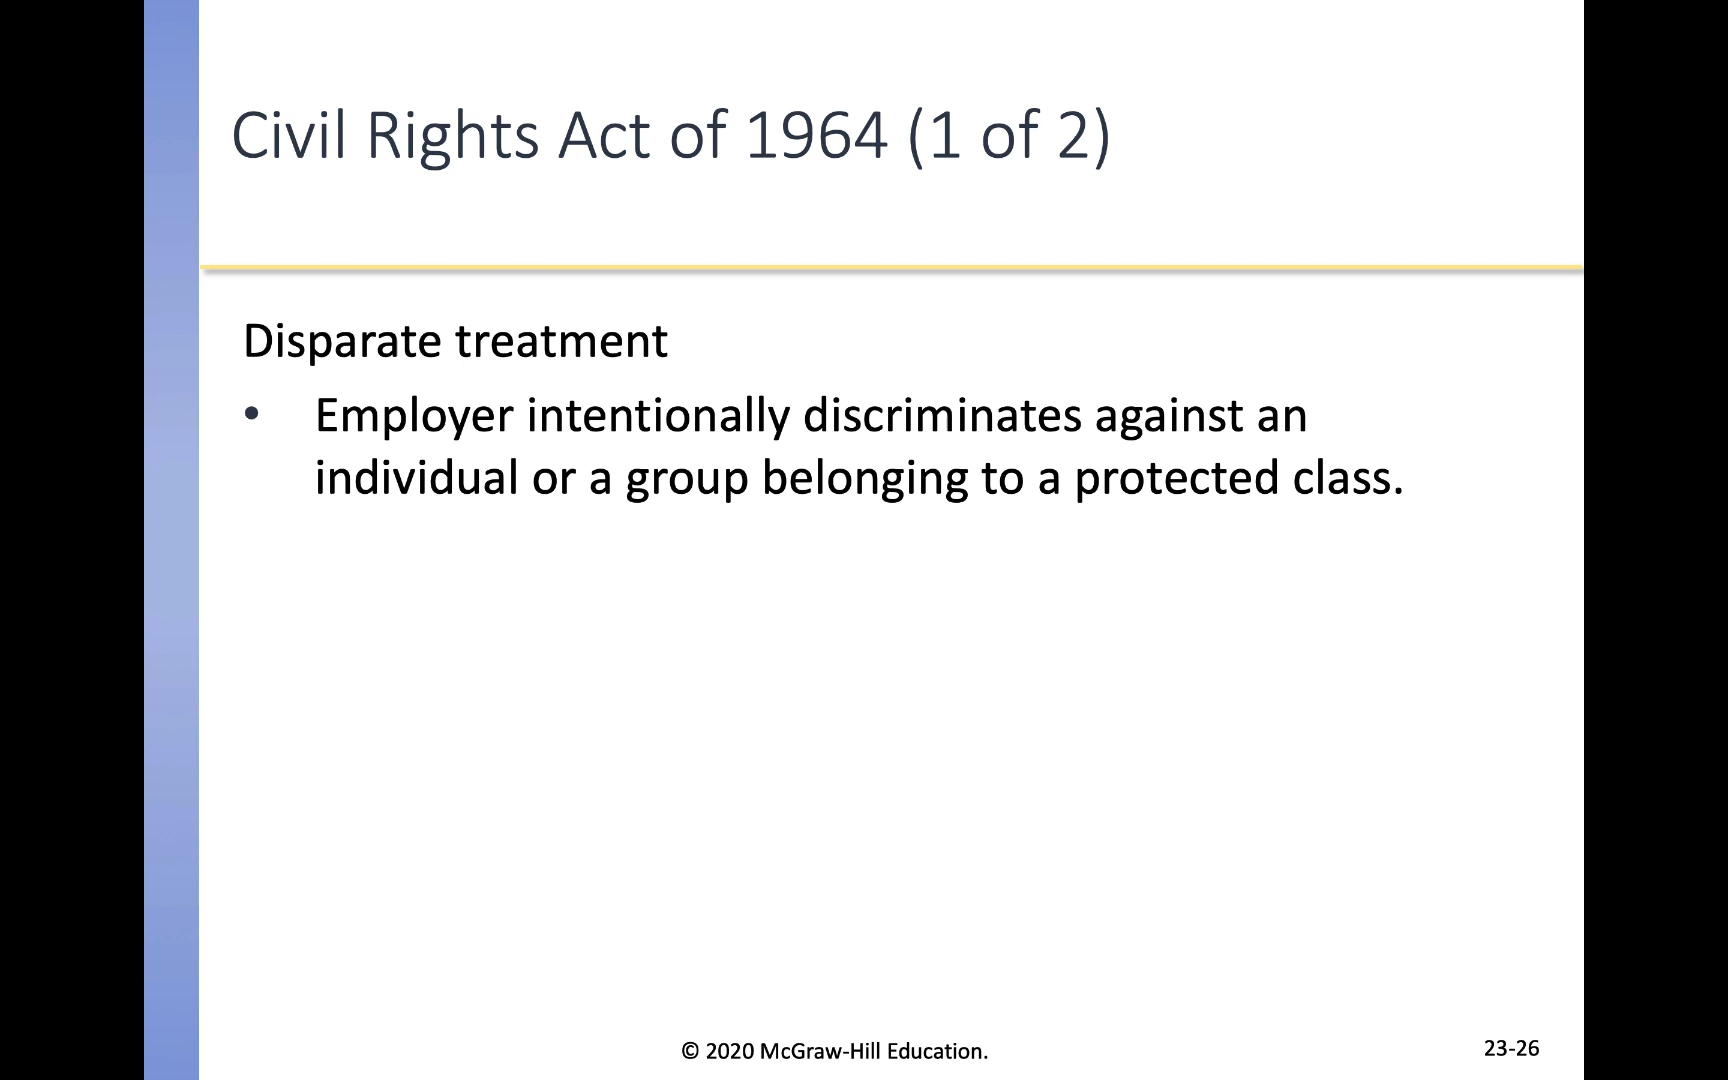 Civil Rights Act of 1964 (1 of 2)
Disparate treatment
• Employer intentionally discriminates against an
individual or a group belonging to a protected class.
© 2020 McGraw-Hill Education.
23-26